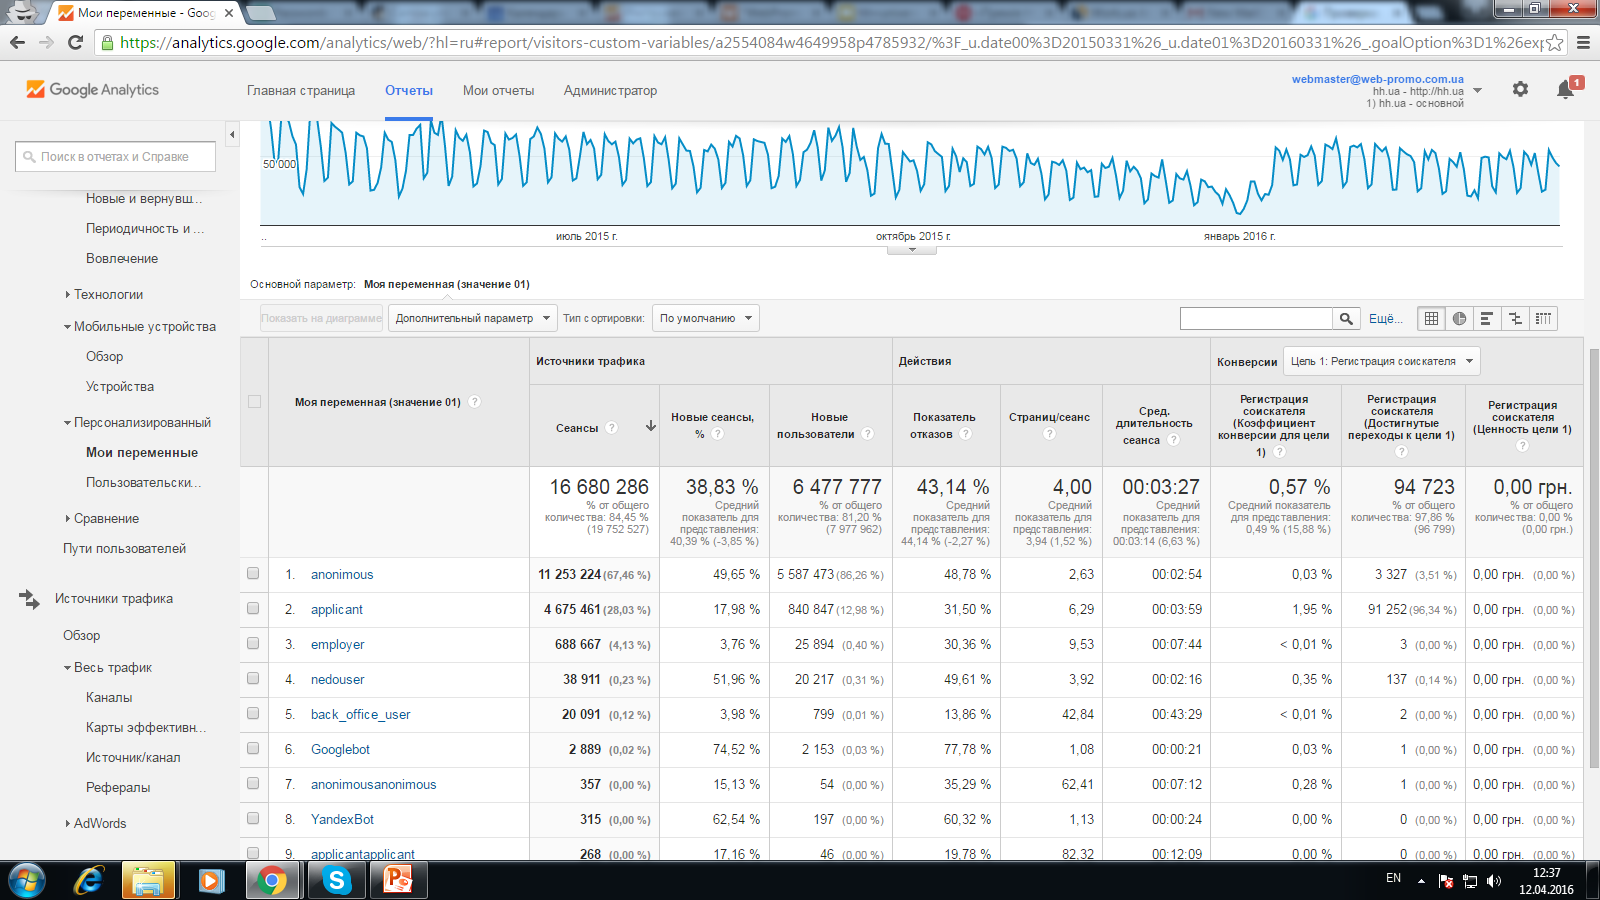 Мои переменные - Goog
https://analytics.google.com/analytics/web/?hl=ru#report/visitors-custom-variables/a2554084w4649958p4785932/%3F_u.date00%3D20150331%26_u.date01%3D20160331%26_.goalOption%3D1%26exp
Google Analytics
Главная страница
Отчеты
Мои отчеты
Администратор
webmaster@web-promo.com.ua
hh.ua - http://hh.ua
1) hh.ua - основной
1
Поиск в отчетах и Справке
Новые и вернувш...
Периодичность и ...
Вовлечение
Технологии
Мобильные устройства
Обзор
Устройства
Персонализированный
Мои переменные
Пользовательски...
Сравнение
Пути пользователей
Источники трафика
Обзор
Весь трафик
Каналы
Карты эффективн...
Источник/канал
Рефералы
AdWords
50'000
..
июль 2015 г.
октябрь 2015 г.
январь 2016 г.
Основной параметр: Моя переменная (значение 01)
Показать на диаграмме
Дополнительный параметр
Тип сортировки:
По умолчанию
Ещё...
Моя переменная (значение 01) ?
Источники трафика
Действия
Конверсии
Цель 1: Регистрация соискателя
Сеансы ?
Новые сеансы, % ?
Новые пользователи ?
Показатель отказов ?
Страниц/сеанс ?
Сред. длительность сеанса ?
Регистрация соискателя (Коэффициент конверсии для цели 1) ?
Регистрация соискателя (Достигнутые переходы к цели 1) ?
Регистрация соискателя (Ценность цели 1) ?
16 680 286
% от общего количества: 84,45 % (19 752 527)
38,83 %
Средний показатель для представления: 40,39 % (-3,85 %)
6 477 777
% от общего количества: 81,20 % (7 977 962)
43,14 %
Средний показатель для представления: 44,14 % (-2,27 %)
4,00
Средний показатель для представления: 3,94 (1,52 %)
00:03:27
Средний показатель для представления: 00:03:14 (6,63 %)
0,57 %
Средний показатель для представления: 0,49 % (15,88 %)
94 723
% от общего количества: 97,86 % (96 799)
0,00 грн.
% от общего количества: 0,00 % (0,00 грн.)
1. anonimous 11 253 224 (67,46 %) 49,65 % 5 587 473 (86,26 %) 48,78 % 2,63 00:02:54 0,03 % 3 327 (3,51 %) 0,00 грн. (0,00 %)
2. applicant 4 675 461 (28,03 %) 17,98 % 840 847 (12,98 %) 31,50 % 6,29 00:03:59 1,95 % 91 252 (96,34 %) 0,00 грн. (0,00 %)
3. employer 688 667 (4,13 %) 3,76 % 25 894 (0,40 %) 30,36 % 9,53 00:07:44 < 0,01 % 3 (0,00 %) 0,00 грн. (0,00 %)
4. nedouser 38 911 (0,23 %) 51,96 % 20 217 (0,31 %) 49,61 % 3,92 00:02:16 0,35 % 137 (0,14 %) 0,00 грн. (0,00 %)
5. back_office_user 20 091 (0,12 %) 3,98 % 799 (0,01 %) 13,86 % 42,84 00:43:29 < 0,01 % 2 (0,00 %) 0,00 грн. (0,00 %)
6. Googlebot 2 889 (0,02 %) 74,52 % 2 153 (0,03 %) 77,78 % 1,08 00:00:21 0,03 % 1 (0,00 %) 0,00 грн. (0,00 %)
7. anonimousanonimous 357 (0,00 %) 15,13 % 54 (0,00 %) 35,29 % 62,41 00:07:12 0,28 % 1 (0,00 %) 0,00 грн. (0,00 %)
8. YandexBot 315 (0,00 %) 62,54 % 197 (0,00 %) 60,32 % 1,13 00:00:24 0,00 % 0 (0,00 %) 0,00 грн. (0,00 %)
9. applicantapplicant 268 (0,00 %) 17,16 % 46 (0,00 %) 19,78 % 82,32 00:12:09 0,00 % 0 (0,00 %) 0,00 грн. (0,00 %)
EN
12:37
12.04.2016